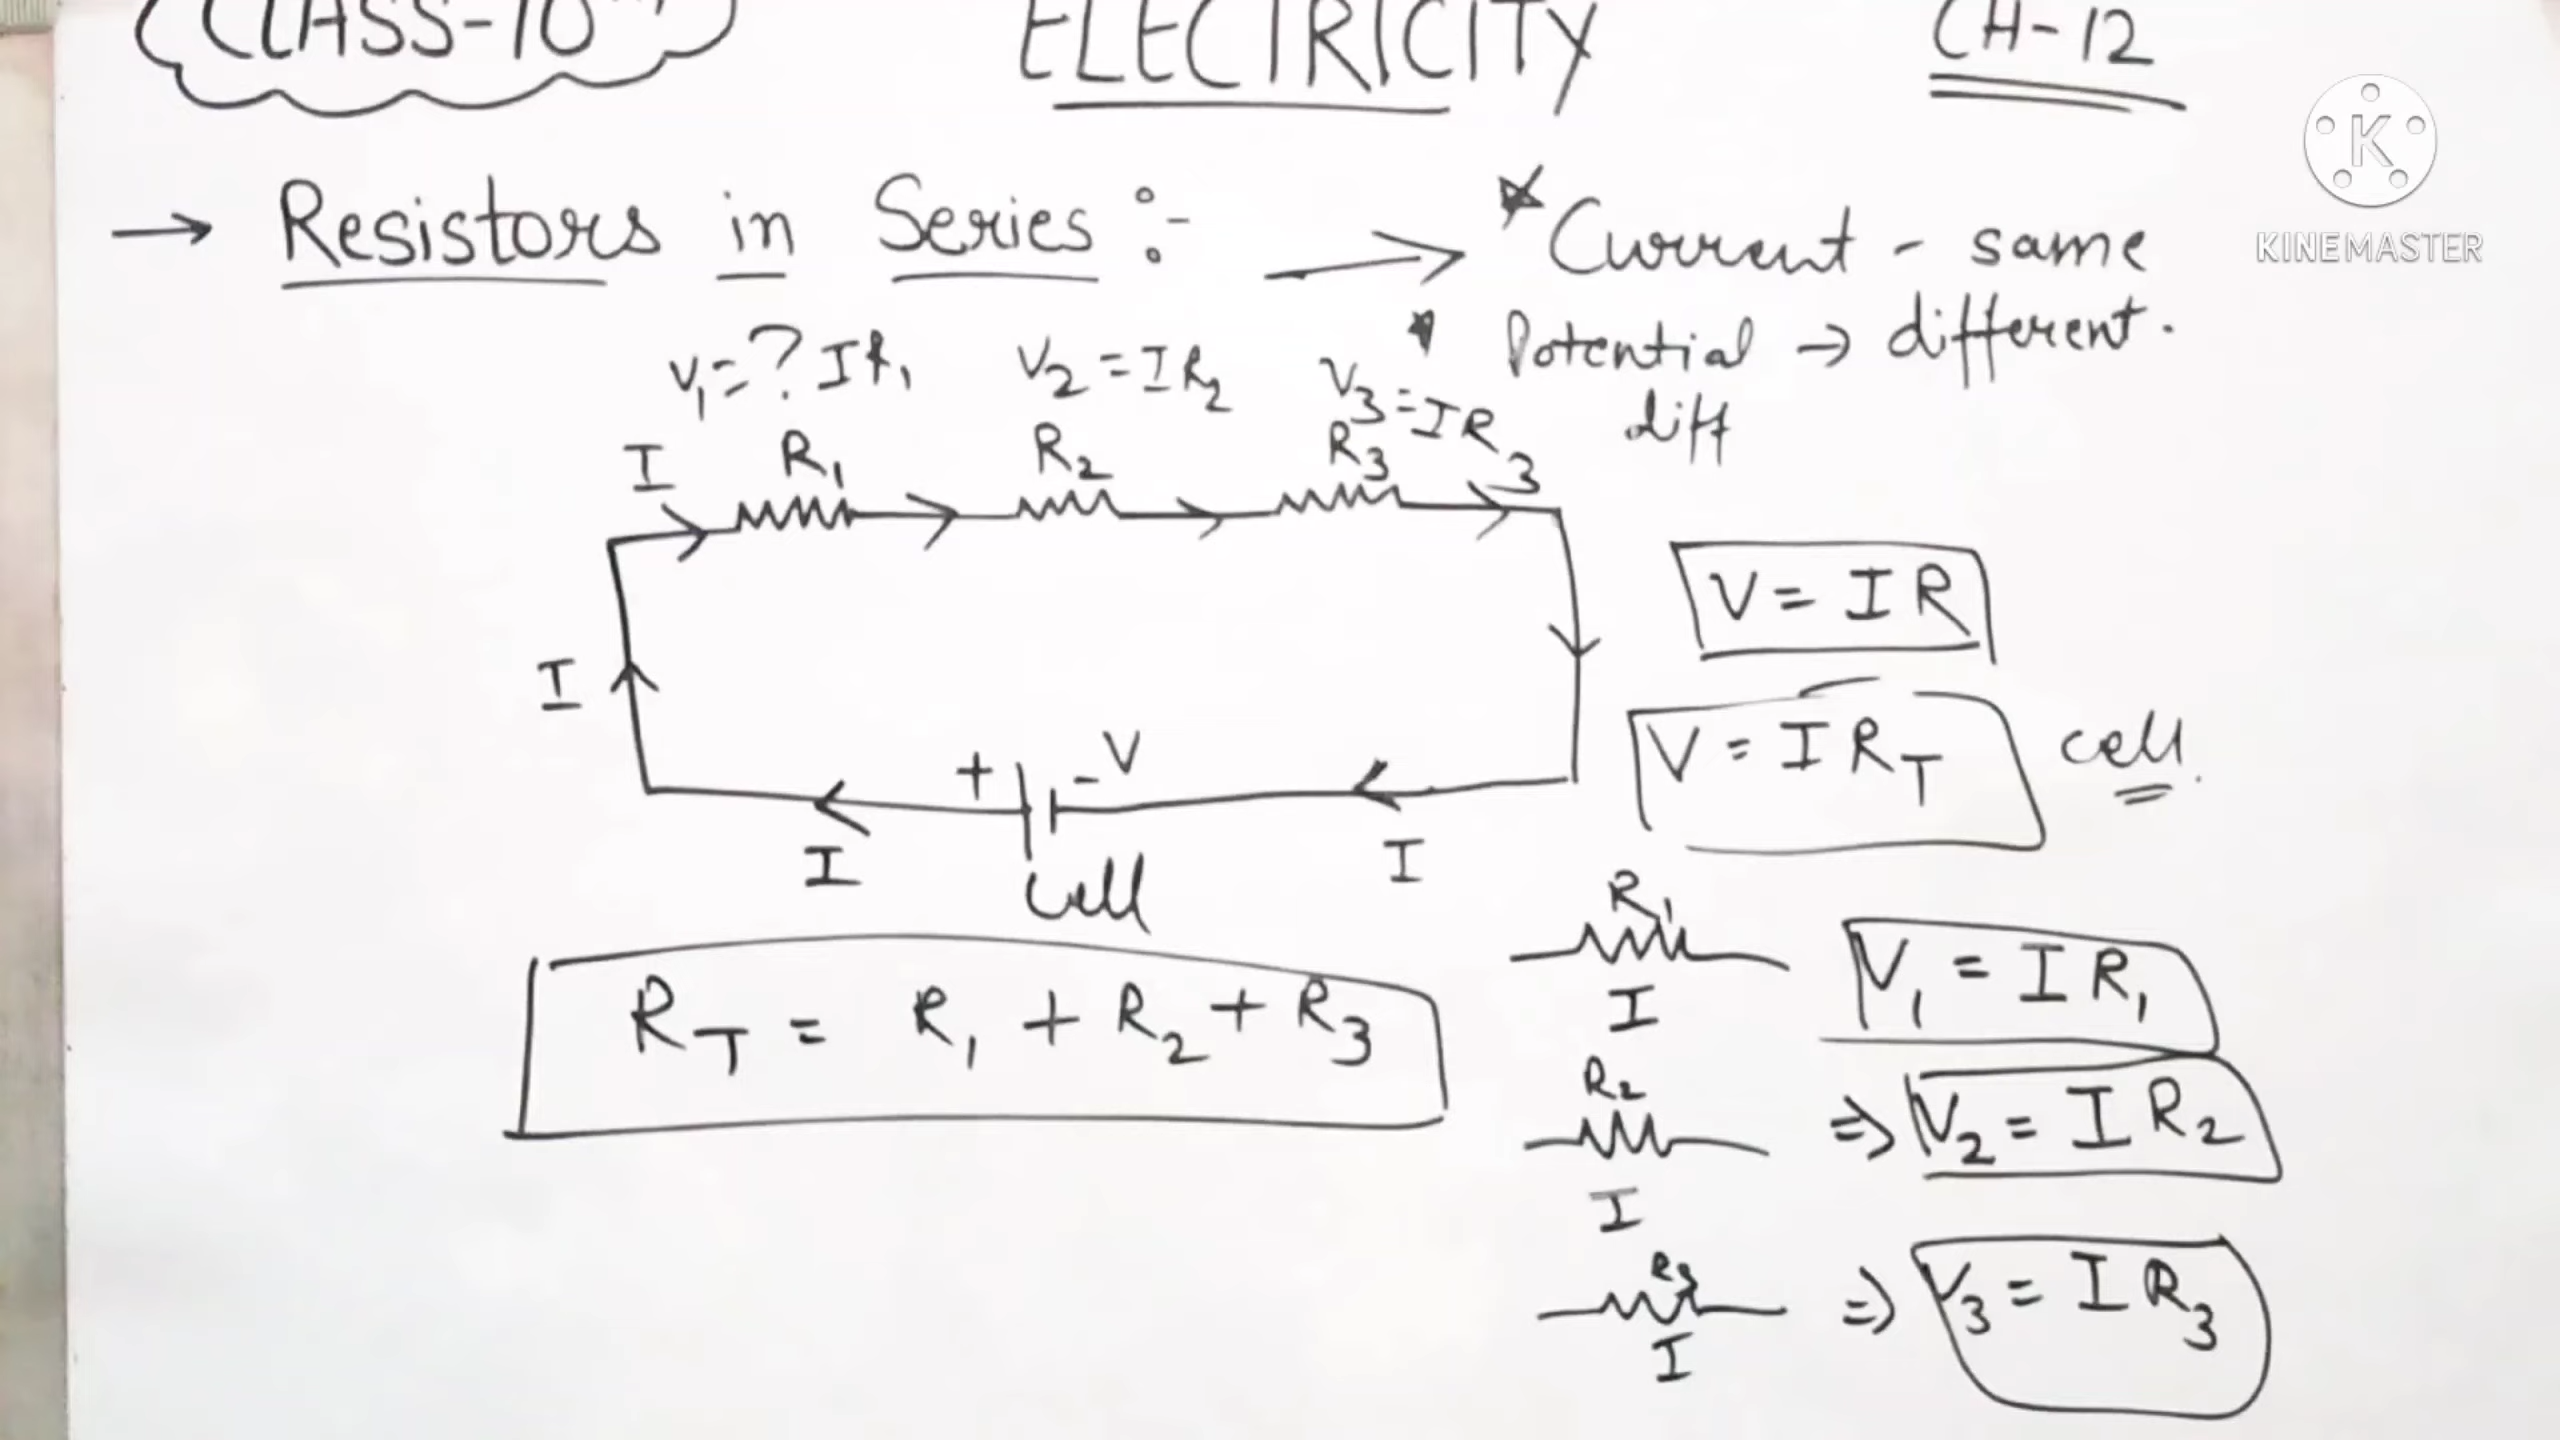 CLASS-10th
ELECTRICITY
CH-12
KINEMASTER
→ Resistors in Series :- → * Current - same
* Potential diff → different.
V1 = ? IR1
V2 = IR2
V3 = IR3
I
R1
R2
R3
I
+
- V
I
Cell
I
V = IR
V = IRT
cell.
RT = R1 + R2 + R3
R1
I
V1 = IR1
R2
I
⇒ V2 = IR2
R3
I
⇒ V3 = IR3